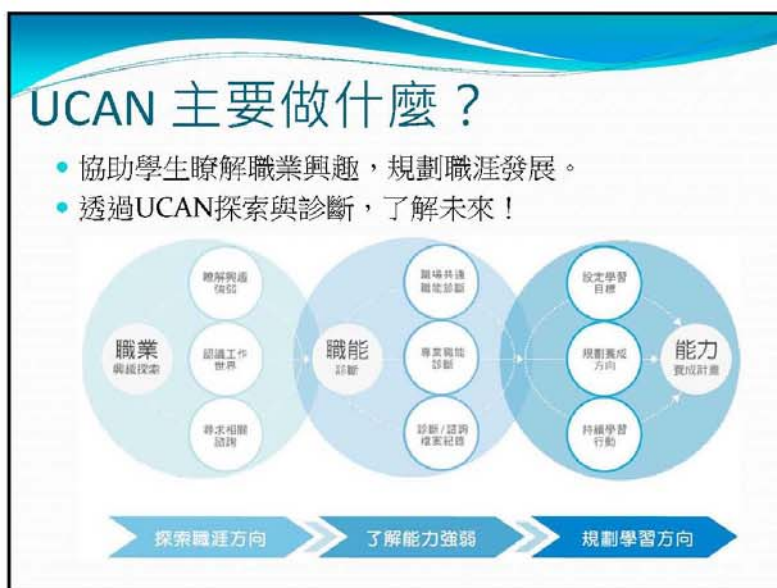 UCAN 主要做什麼？
• 協助學生瞭解職業興趣，規劃職涯發展。
• 透過UCAN探索與診斷，了解未來！
職業
興趣探索
瞭解興趣
強弱
認識工作
世界
尋求相關
諮詢
職能
診斷
職場共通
職能診斷
專業職能
診斷
診斷/諮詢
檔案紀錄
設定學習
目標
規劃養成
方向
持續學習
行動
能力
養成計畫
探索職涯方向
了解能力強弱
規劃學習方向